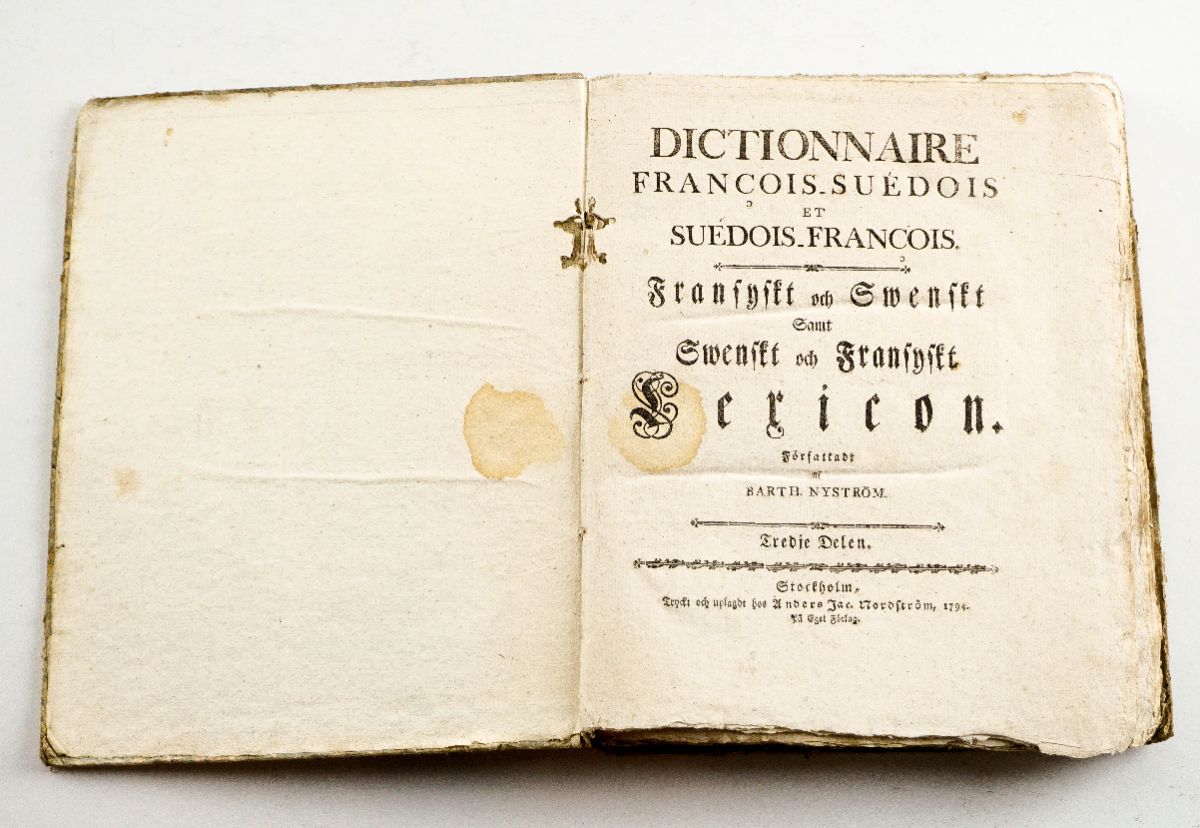 DICTIONNAIRE
FRANÇOIS-SUÉDOIS
ET
SUÉDOIS-FRANÇOIS.
Fransyskt och Swenskt
Samt
Swenskt och Fransyskt
Lexicon.
Författadt
af
BARTH. NYSTRÖM.
Tredje Delen.
Stockholm,
Tryckt och uplagdt hos Anders Jac. Nordström, 1794.
På Eget Förlag.